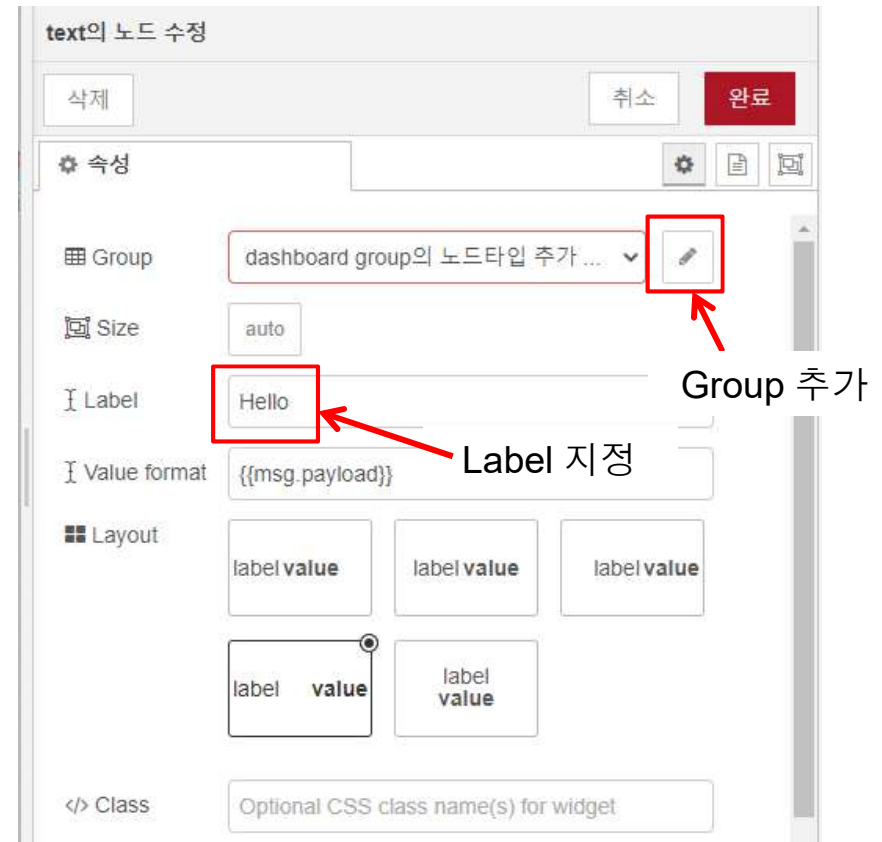 text의 노드 수정
삭제
취소
완료
속성
Group
dashboard group의 노드타입 추가 ...
Size
auto
Group 추가
Label
Hello
Label 지정
Value format
{{msg.payload}}
Layout
label value
label value
label value
label value
label
value
</> Class
Optional CSS class name(s) for widget